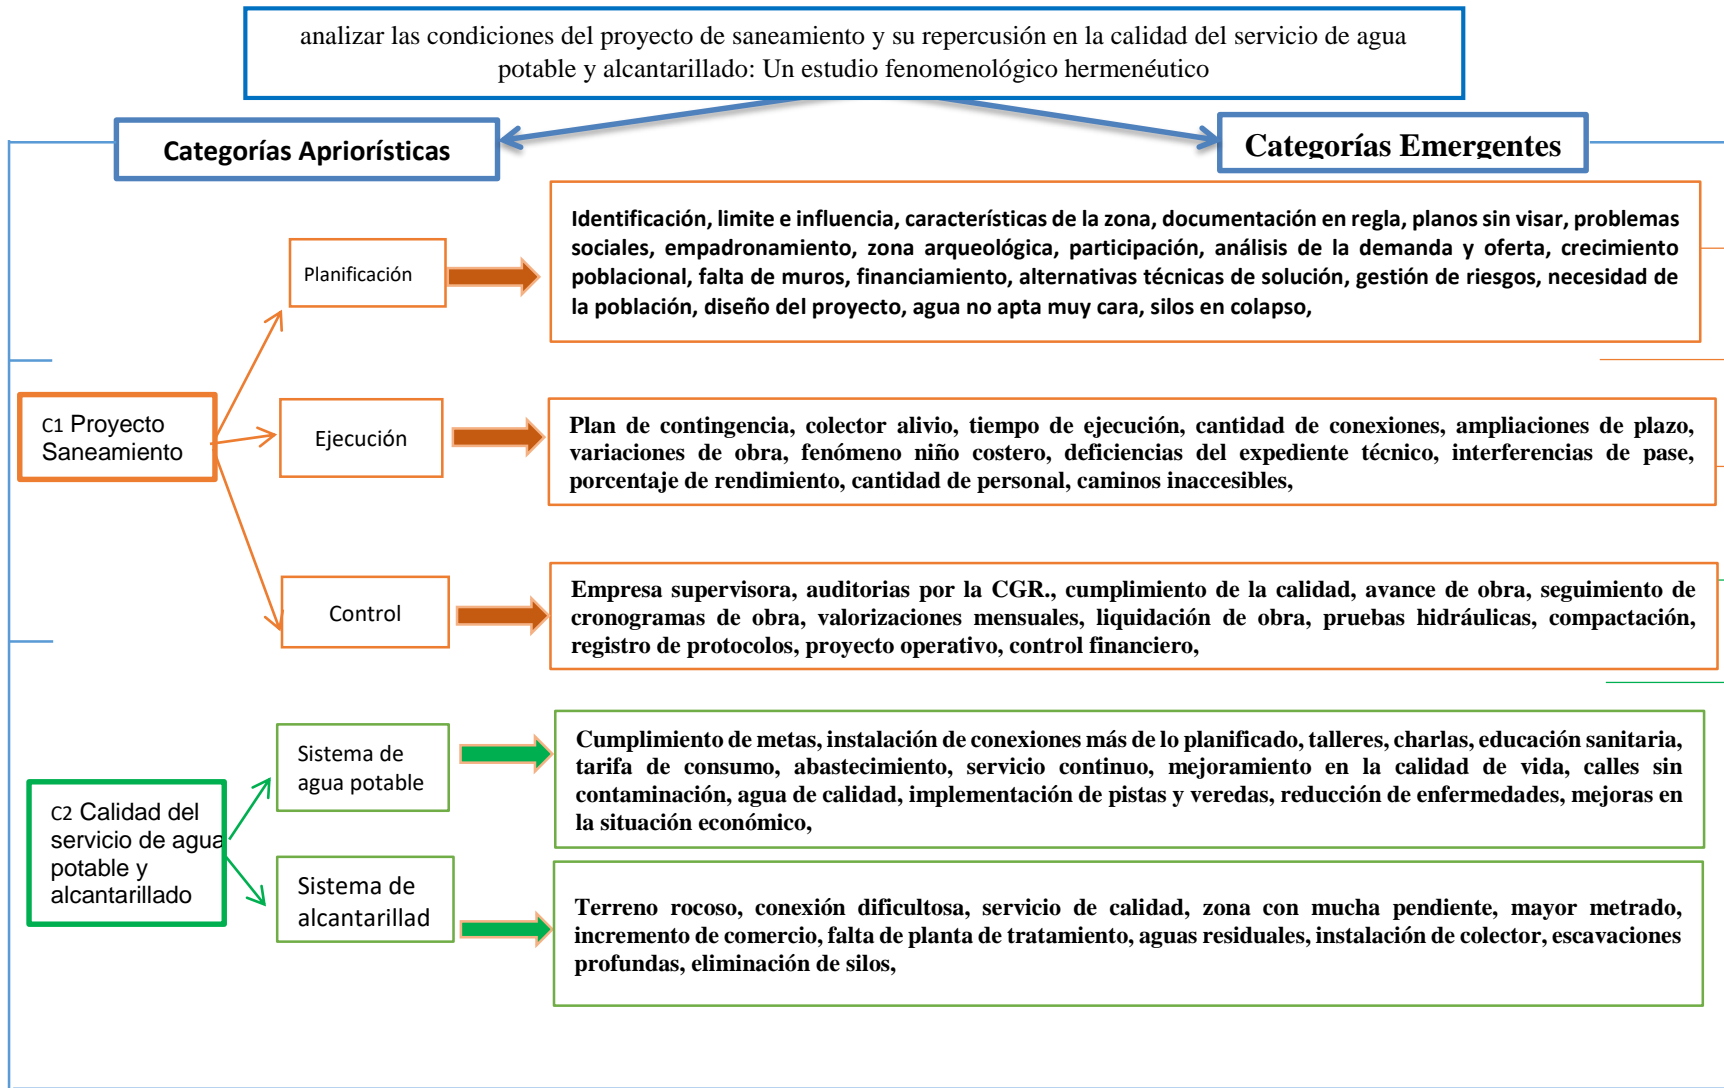 analizar las condiciones del proyecto de saneamiento y su repercusión en la calidad del servicio de agua
potable y alcantarillado: Un estudio fenomenológico hermenéutico
Categorías Apriorísticas
Categorías Emergentes
Identificación, limite e influencia, características de la zona, documentación en regla, planos sin visar, problemas
sociales, empadronamiento, zona arqueológica, participación, análisis de la demanda y oferta, crecimiento
poblacional, falta de muros, financiamiento, alternativas técnicas de solución, gestión de riesgos, necesidad de
la población, diseño del proyecto, agua no apta muy cara, silos en colapso,
Planificación
C1 Proyecto
Saneamiento
Ejecución
Plan de contingencia, colector alivio, tiempo de ejecución, cantidad de conexiones, ampliaciones de plazo,
variaciones de obra, fenómeno niño costero, deficiencias del expediente técnico, interferencias de pase,
porcentaje de rendimiento, cantidad de personal, caminos inaccesibles,
Control
Empresa supervisora, auditorias por la CGR., cumplimiento de la calidad, avance de obra, seguimiento de
cronogramas de obra, valorizaciones mensuales, liquidación de obra, pruebas hidráulicas, compactación,
registro de protocolos, proyecto operativo, control financiero,
Sistema de
agua potable
Cumplimiento de metas, instalación de conexiones más de lo planificado, talleres, charlas, educación sanitaria,
tarifa de consumo, abastecimiento, servicio continuo, mejoramiento en la calidad de vida, calles sin
contaminación, agua de calidad, implementación de pistas y veredas, reducción de enfermedades, mejoras en
la situación económico,
C2 Calidad del
servicio de agua
potable y
alcantarillado
Sistema de
alcantarillad
Terreno rocoso, conexión dificultosa, servicio de calidad, zona con mucha pendiente, mayor metrado,
incremento de comercio, falta de planta de tratamiento, aguas residuales, instalación de colector, escavaciones
profundas, eliminación de silos,